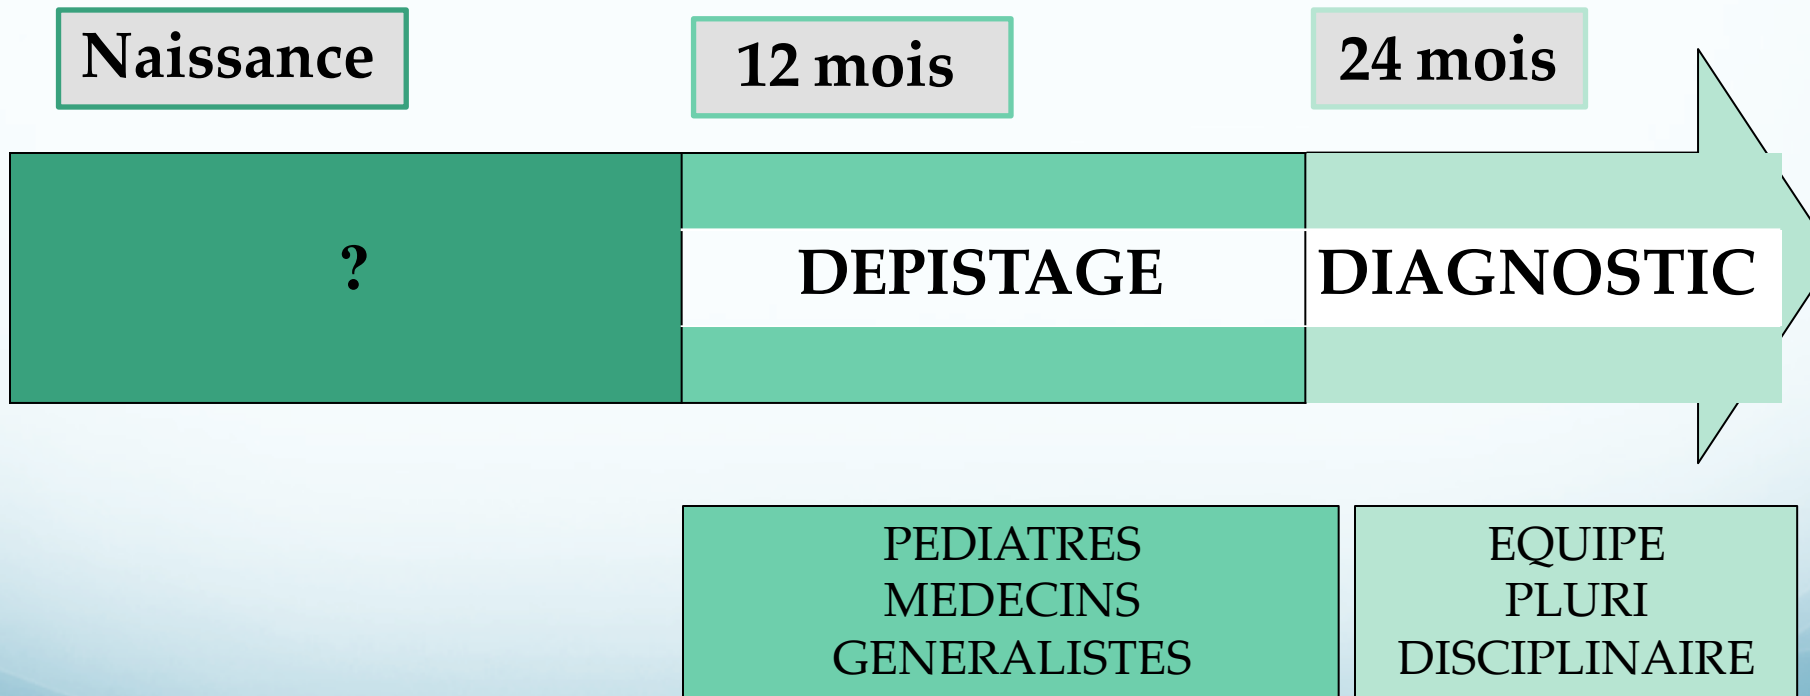 Naissance
12 mois
24 mois
?
DEPISTAGE
DIAGNOSTIC
PEDIATRES
MEDECINS
GENERALISTES
EQUIPE
PLURI
DISCIPLINAIRE